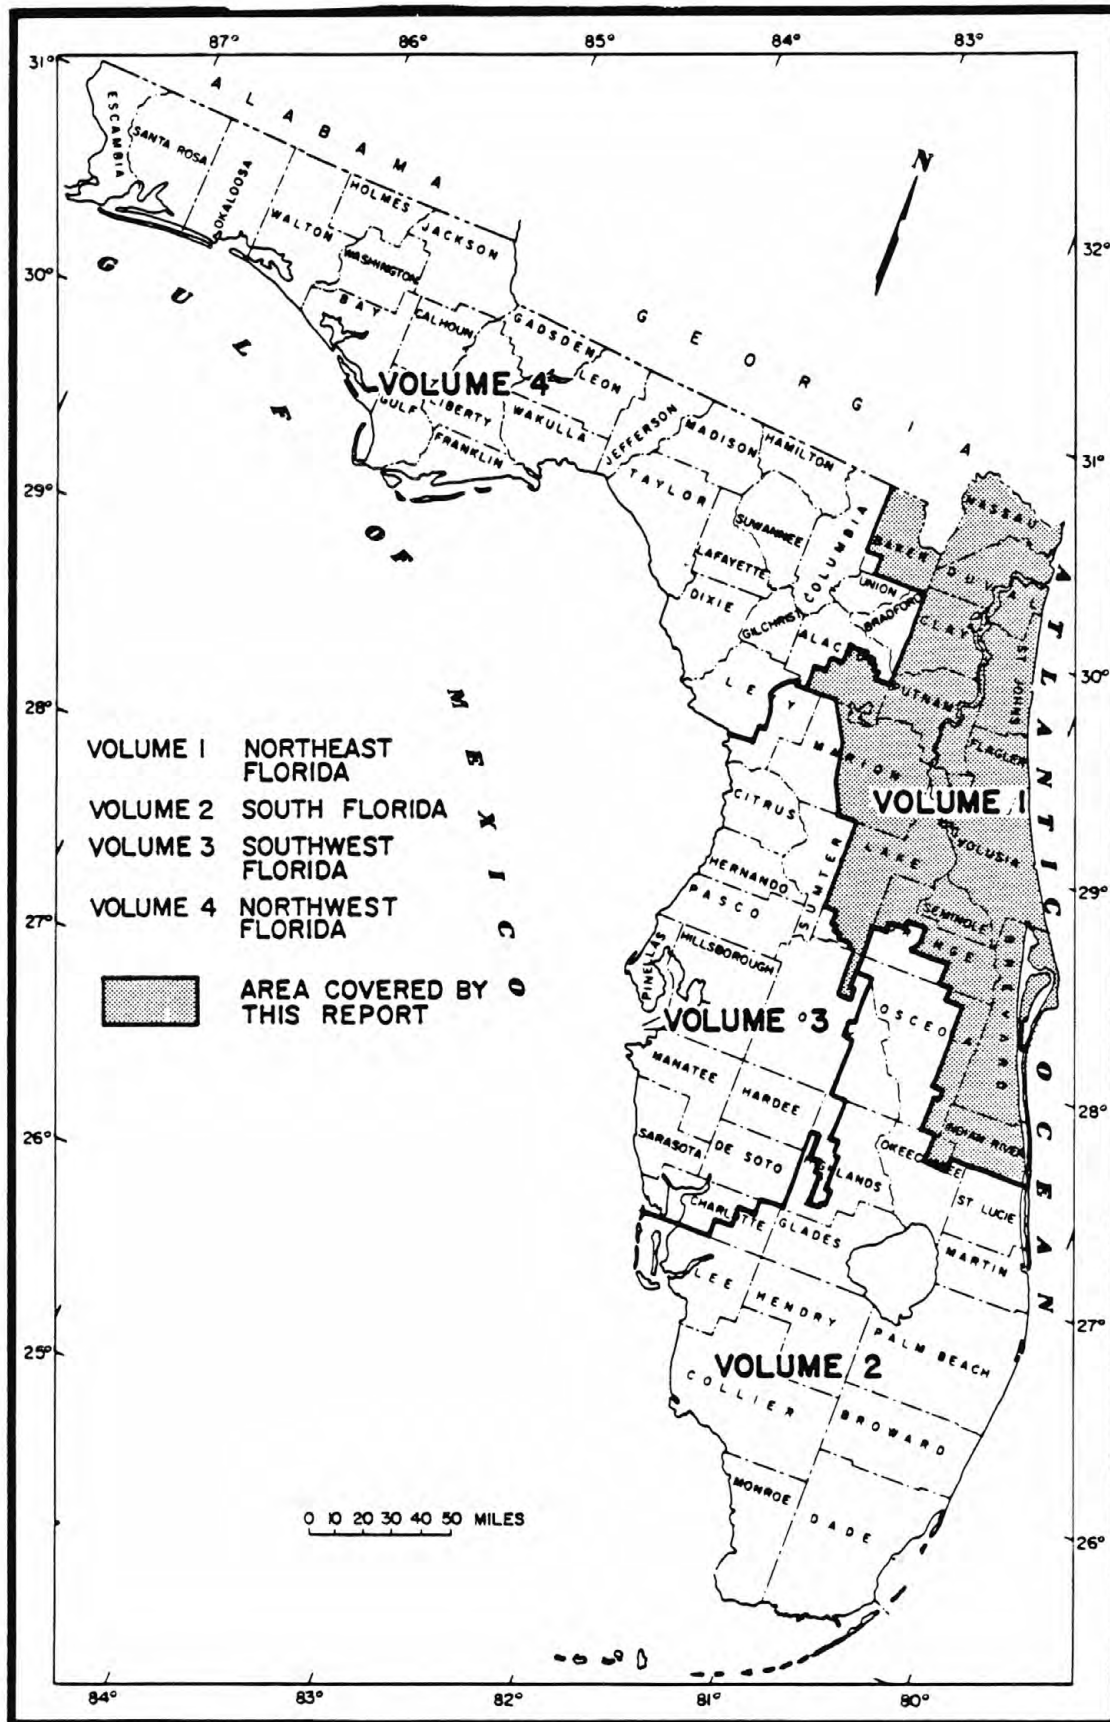 87° 86° 85° 84° 83°
31°
ALABAMA
N
ESCAMBIA
SANTA ROSA
OKALOOSA
WALTON
HOLMES
JACKSON
WASHINGTON
32°
30°
BAY
CALHOUN
GADSDEN
GEORGIA
LEON
VOLUME 4
GULF
LIBERTY
WAKULLA
FRANKLIN
JEFFERSON
MADISON
HAMILTON
31°
29°
TAYLOR
SUWANNEE
COLUMBIA
LAFAYETTE
DIXIE
GILCHRIST
UNION
BRADFORD
BAKER
NASSAU
DUVAL
CLAY
ST JOHNS
PUTNAM
FLAGLER
LEVY
MARION
30°
28°
GULF OF MEXICO
ATLANTIC OCEAN
VOLUME 1 NORTHEAST
FLORIDA
VOLUME 2 SOUTH FLORIDA
VOLUME 3 SOUTHWEST
FLORIDA
VOLUME 4 NORTHWEST
FLORIDA
AREA COVERED BY
THIS REPORT
VOLUME 1
CITRUS
LAKE
VOLUSIA
HERNANDO
SUMTER
29°
27°
PASCO
SEMINOLE
HILLSBOROUGH
PINELLAS
BREVARD
VOLUME 3
OSCEOLA
MANATEE
HARDEE
28°
26°
INDIAN RIVER
SARASOTA
DE SOTO
ST LUCIE
CHARLOTTE
GLADES
MARTIN
LEE
HENDRY
27°
25°
PALM BEACH
VOLUME 2
COLLIER
BROWARD
MONROE
DADE
0 10 20 30 40 50 MILES
26°
84° 83° 82° 81° 80°